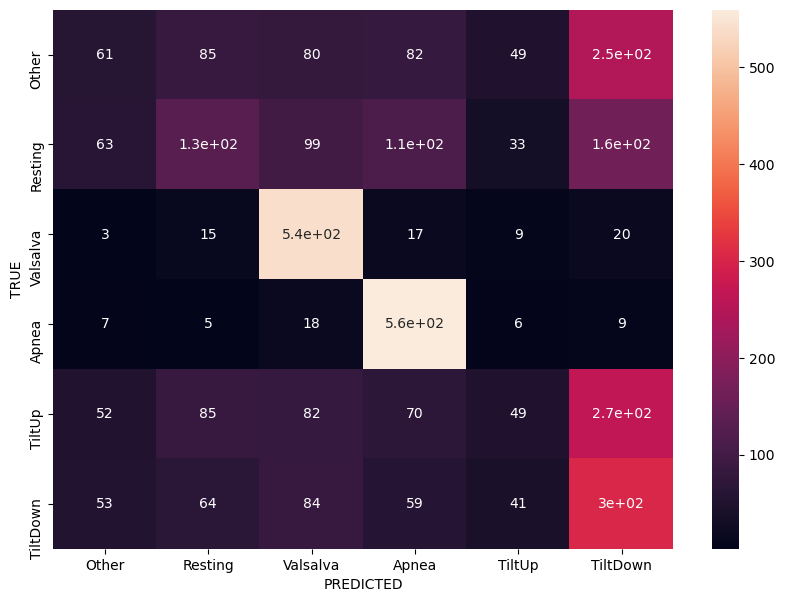 Other 61 85 80 82 49 2.5e+02
Resting 63 1.3e+02 99 1.1e+02 33 1.6e+02
Valsalva 3 15 5.4e+02 17 9 20
Apnea 7 5 18 5.6e+02 6 9
TiltUp 52 85 82 70 49 2.7e+02
TiltDown 53 64 84 59 41 3e+02
TRUE
Other Resting Valsalva Apnea TiltUp TiltDown
PREDICTED
500
400
300
200
100